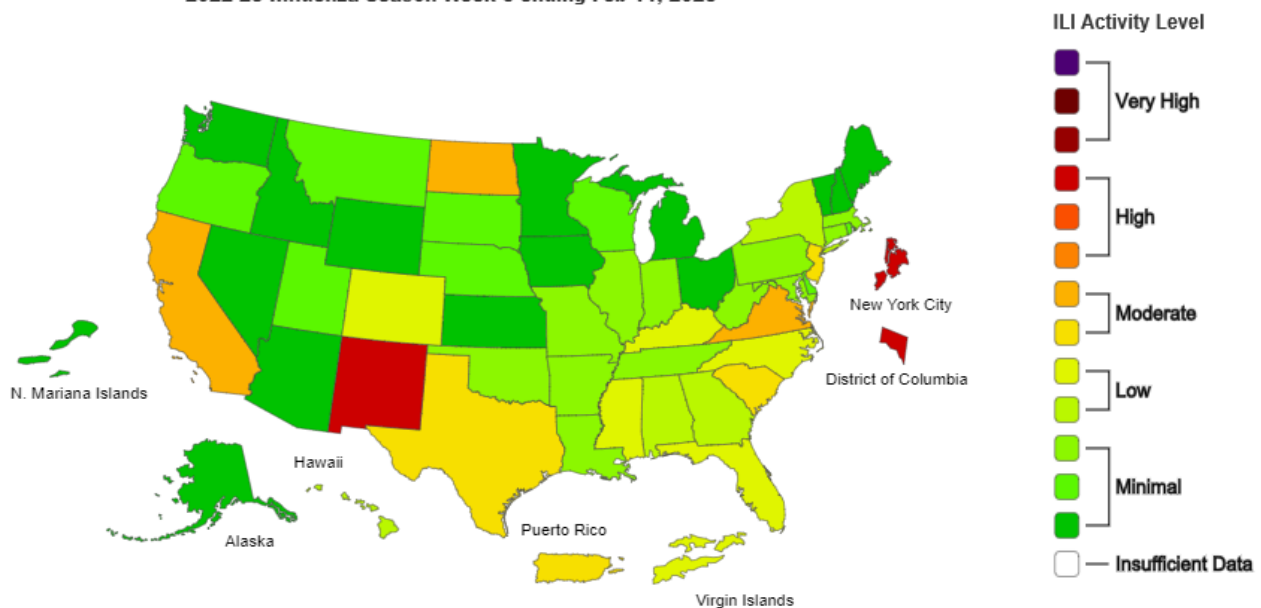 ILI Activity Level
Very High
High
New York City
Moderate
District of Columbia
Low
N. Mariana Islands
Hawaii
Minimal
Puerto Rico
Alaska
Insufficient Data
Virgin Islands